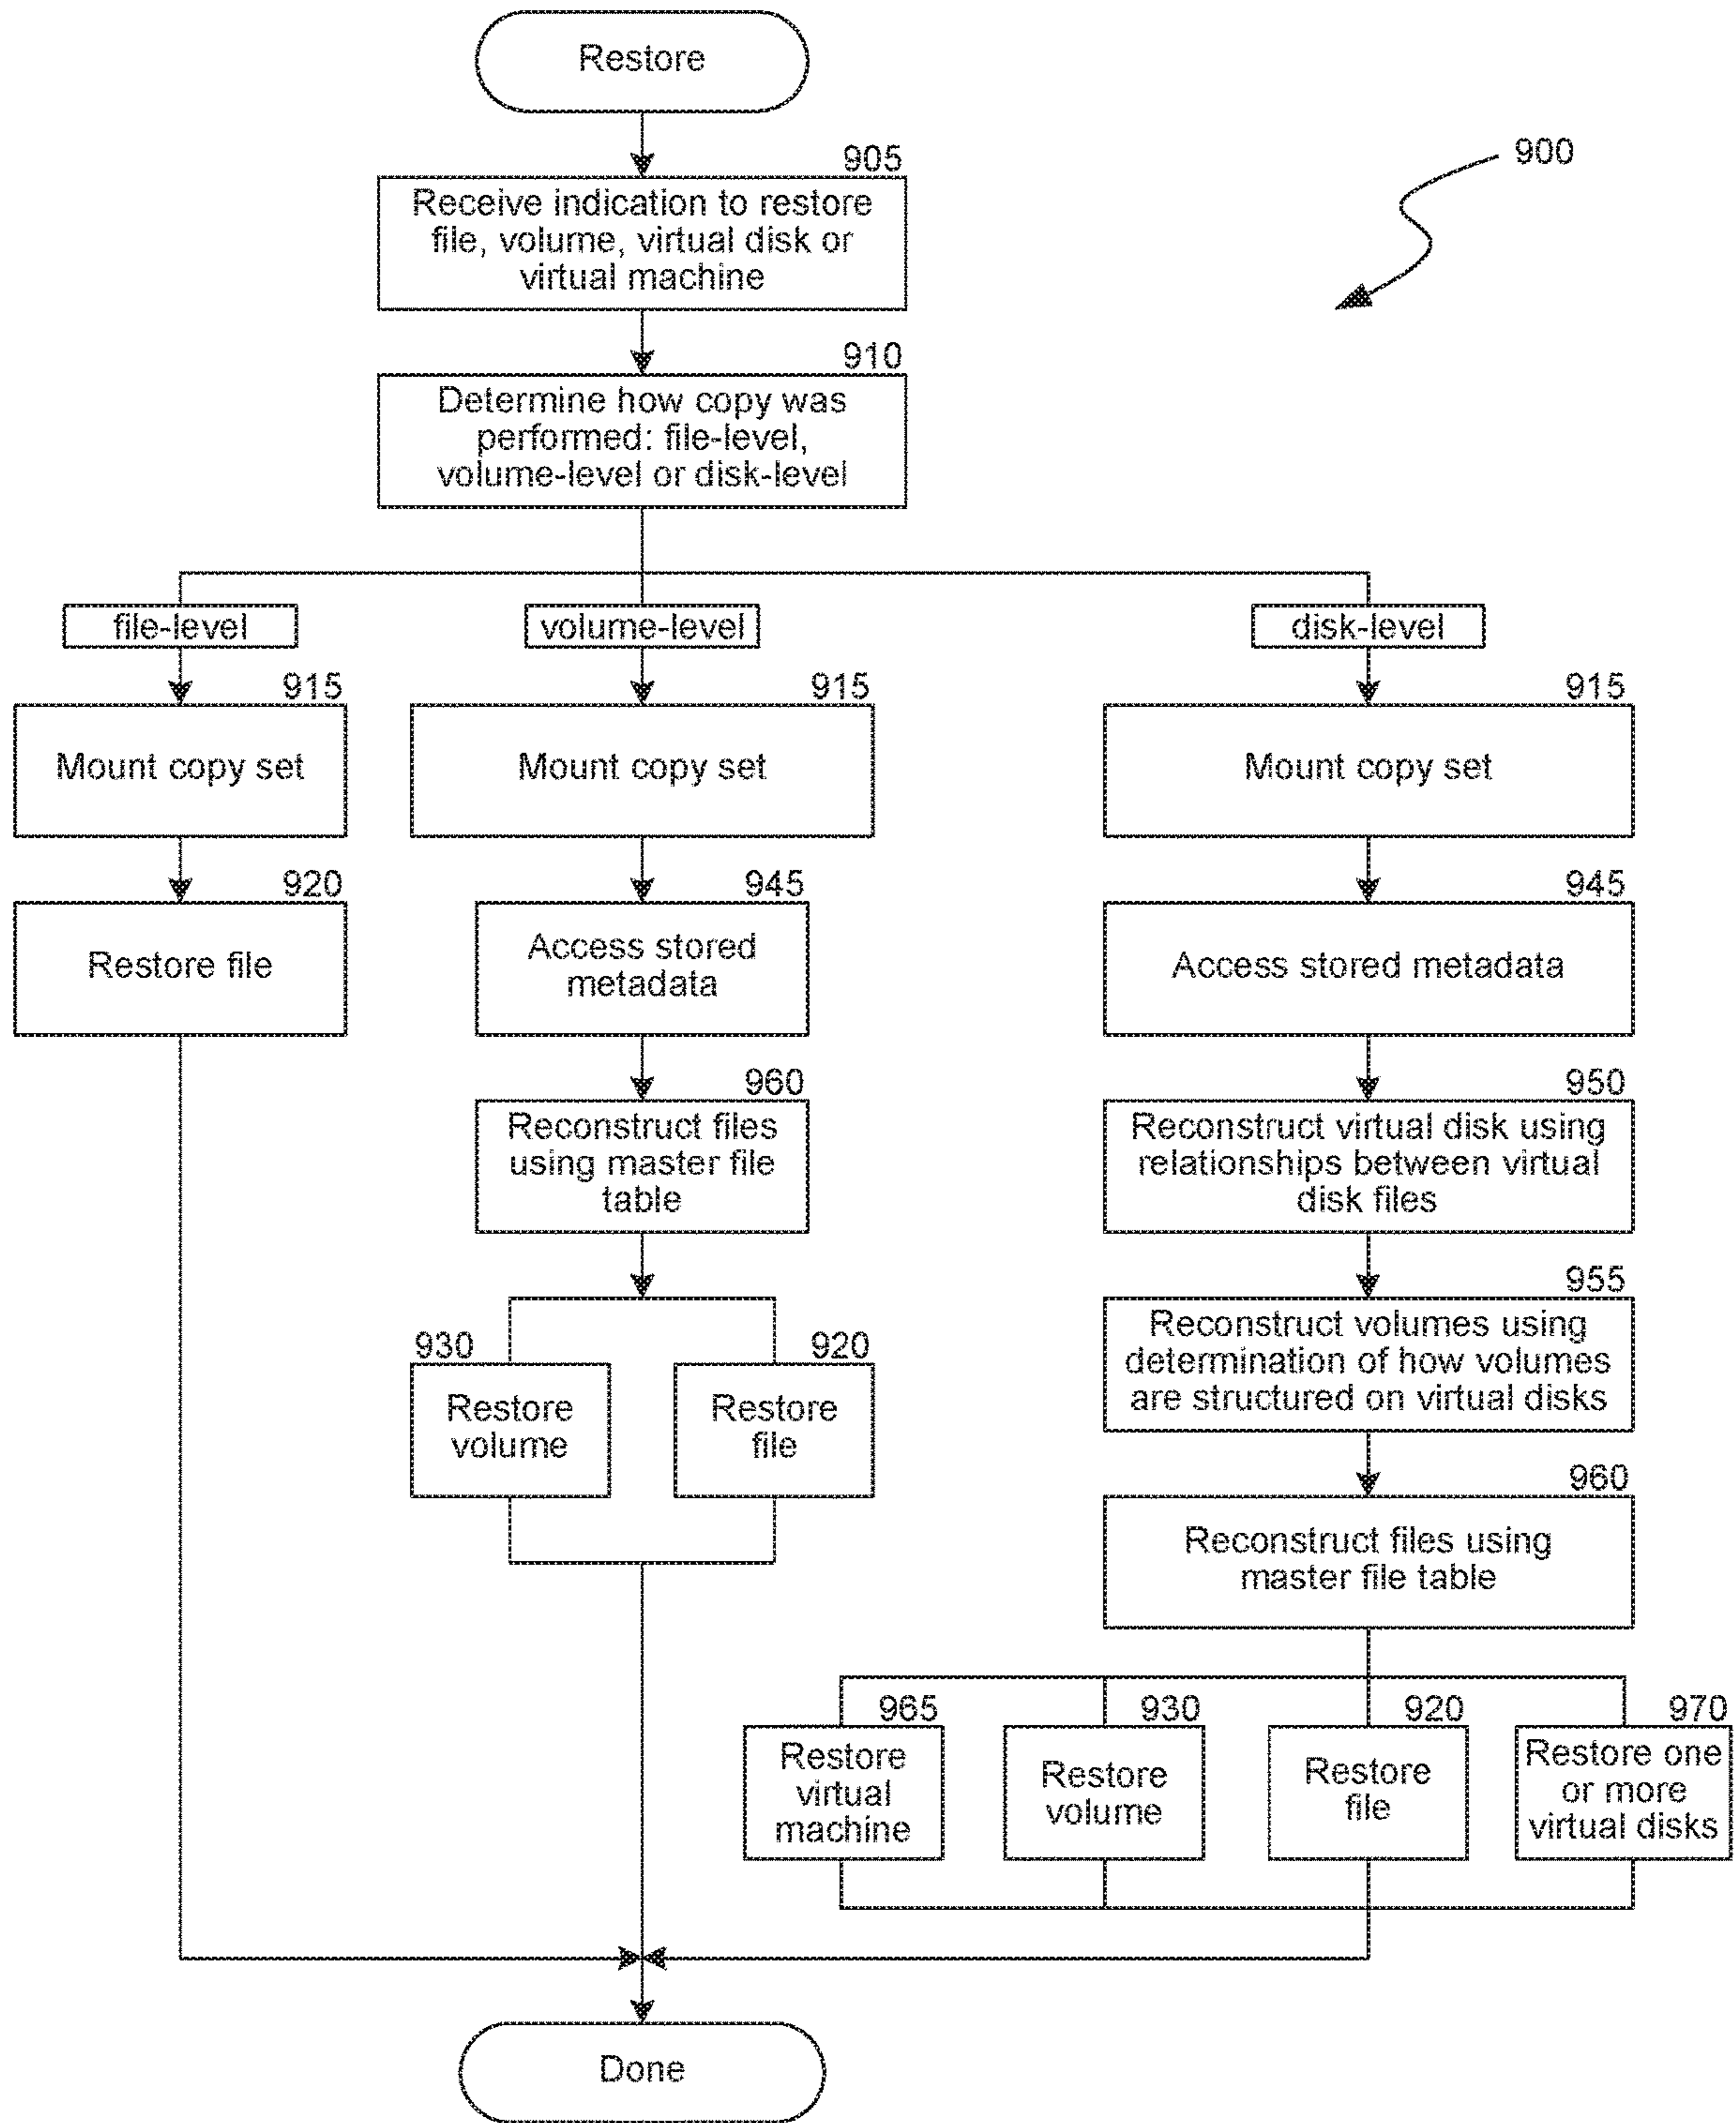 Restore
900
905
Receive indication to restore
file, volume, virtual disk or
virtual machine
910
Determine how copy was
performed: file-level,
volume-level or disk-level
file-level
volume-level
disk-level
915
Mount copy set
915
Mount copy set
915
Mount copy set
920
Restore file
945
Access stored
metadata
945
Access stored metadata
960
Reconstruct files
using master file
table
950
Reconstruct virtual disk using
relationships between virtual
disk files
930
Restore
volume
920
Restore
file
955
Reconstruct volumes using
determination of how volumes
are structured on virtual disks
960
Reconstruct files using
master file table
965
Restore
virtual
machine
930
Restore
volume
920
Restore
file
970
Restore one
or more
virtual disks
Done